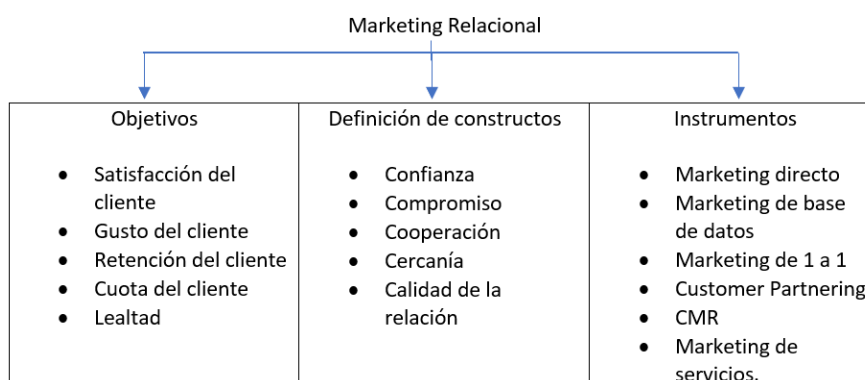 Marketing Relacional
Objetivos
• Satisfacción del
cliente
• Gusto del cliente
• Retención del cliente
• Cuota del cliente
• Lealtad
Definición de constructos
• Confianza
• Compromiso
• Cooperación
• Cercanía
• Calidad de la
relación
Instrumentos
• Marketing directo
• Marketing de base
de datos
• Marketing de 1 a 1
• Customer Partnering
• CMR
• Marketing de
servicios.